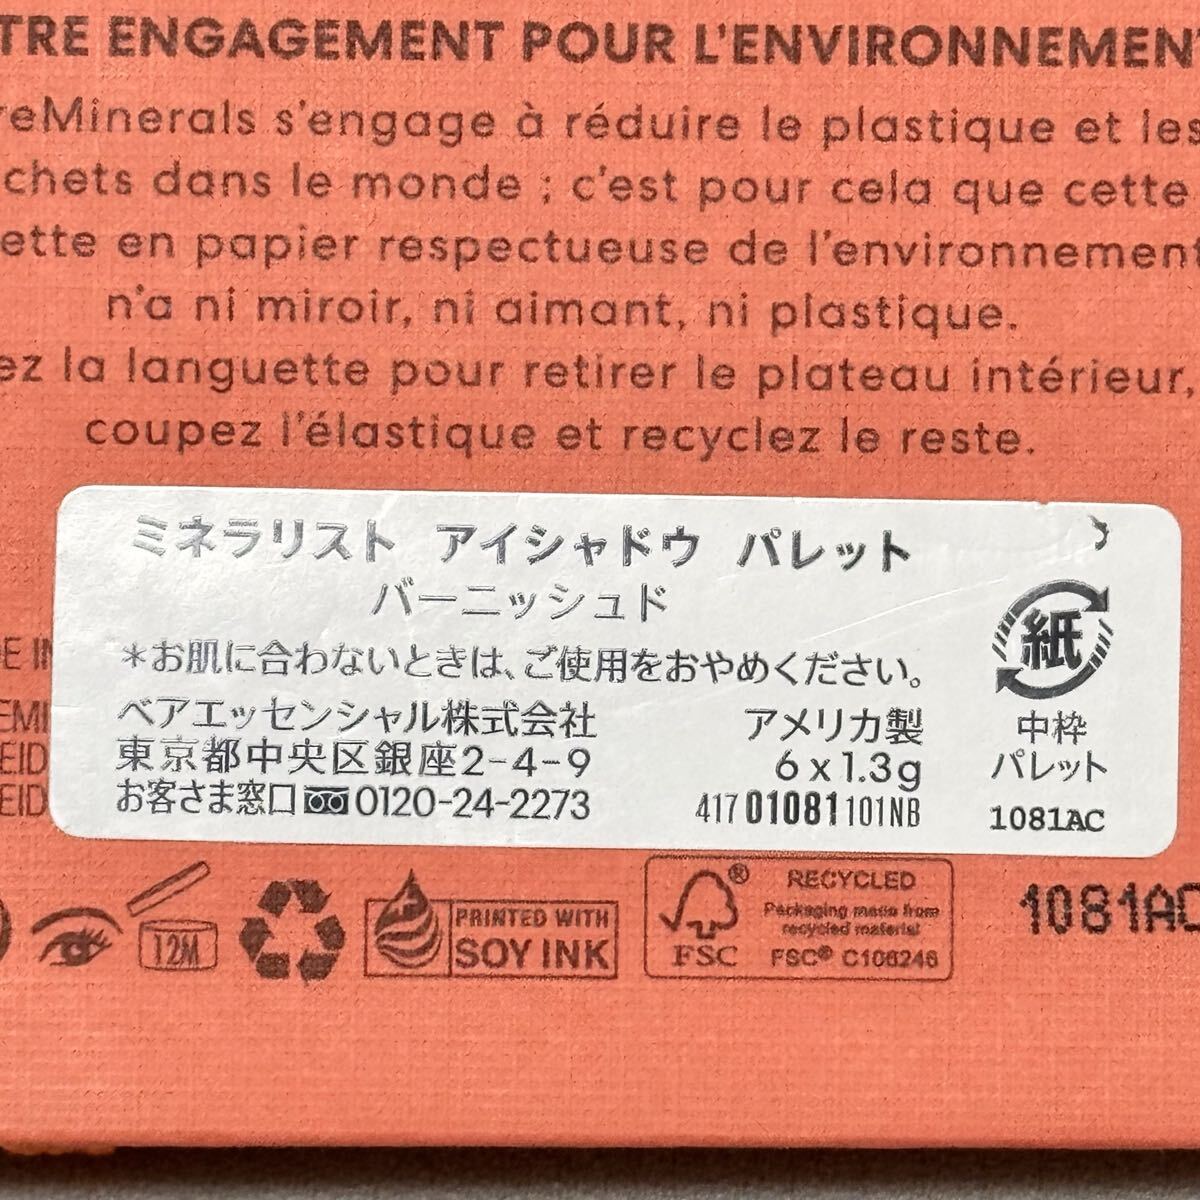 ENGAGEMENT POUR L'ENVIRONNEMENT
s'engage à réduire le plastique et les
dans le monde ; c'est pour cela que cette
en papier respectueuse de l'environnement
n'a ni miroir, ni aimant, ni plastique.
la languette pour retirer le plateau intérieur,
coupez l'élastique et recyclez le reste.
ミネラリスト アイシャドウ パレット
バーニッシュド
*お肌に合わないときは、ご使用をおやめください。
ベアエッセンシャル株式会社
東京都中央区銀座2-4-9
お客さま窓口 0120-24-2273
アメリカ製
6 x 1.3g
417 01081 101NB
紙
中枠
パレット
1081AC
12M
PRINTED WITH
SOY INK
FSC®
RECYCLED
Packaging made from
recycled material
FSC® C106246
1081AC